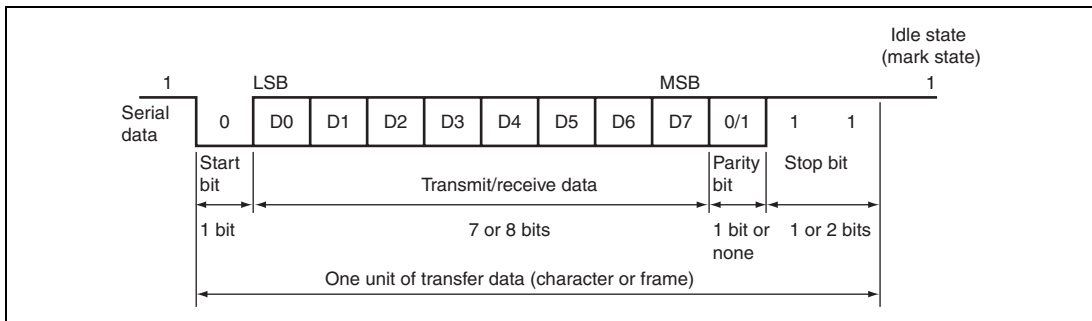 Idle state
(mark state)
1 LSB MSB 1
Serial
data
0 D0 D1 D2 D3 D4 D5 D6 D7 0/1 1 1
Start
bit
Transmit/receive data
Parity
bit
Stop bit
1 bit
7 or 8 bits
1 bit or
none
1 or 2 bits
One unit of transfer data (character or frame)